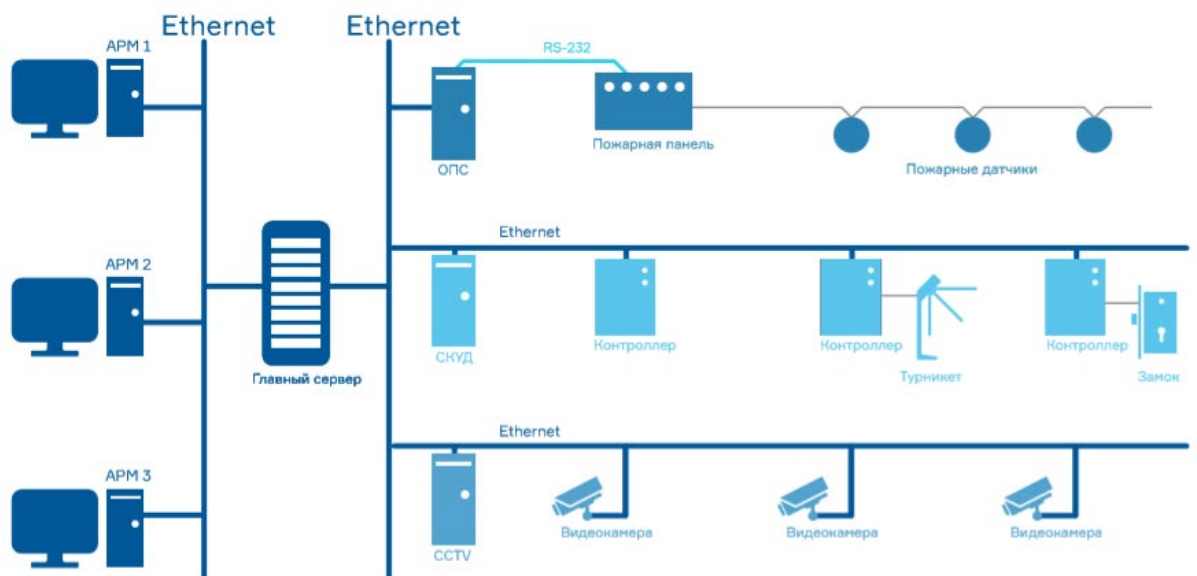 Ethernet
Ethernet
АРМ 1
RS-232
Пожарная панель
ОПС
Пожарные датчики
Ethernet
АРМ 2
Контроллер
Контроллер
Контроллер
СКУД
Главный сервер
Турникет
Замок
Ethernet
АРМ 3
Видеокамера
Видеокамера
Видеокамера
CCTV